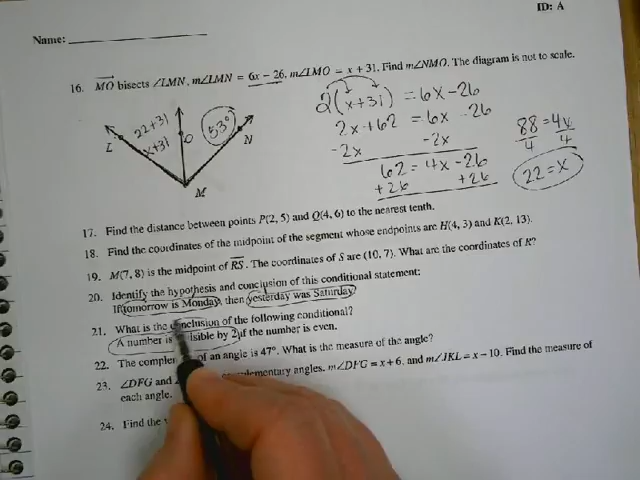 ID: A
Name:
16. MO bisects ∠LMN, m∠LMN = 6x − 26, m∠LMO = x + 31. Find m∠NMO. The diagram is not to scale.
L
22+31
x+31
O
53°
N
M
2(x+31) = 6x-26
2x+62 = 6x -26
-2x -2x
62 = 4x -26
+26 +26
88 = 4x
4 4
22 = x
17. Find the distance between points P(2, 5) and Q(4, 6) to the nearest tenth.
18. Find the coordinates of the midpoint of the segment whose endpoints are H(4, 3) and K(2, 13).
19. M(7, 8) is the midpoint of RS. The coordinates of S are (10, 7). What are the coordinates of R?
20. Identify the hypothesis and conclusion of this conditional statement:
If tomorrow is Monday, then yesterday was Saturday.
21. What is the conclusion of the following conditional?
A number is divisible by 2 if the number is even.
22. The complement of an angle is 47°. What is the measure of the angle?
23. ∠DFG and ∠ complementary angles. m∠DFG = x + 6, and m∠JKL = x − 10. Find the measure of
each angle.
24. Find the